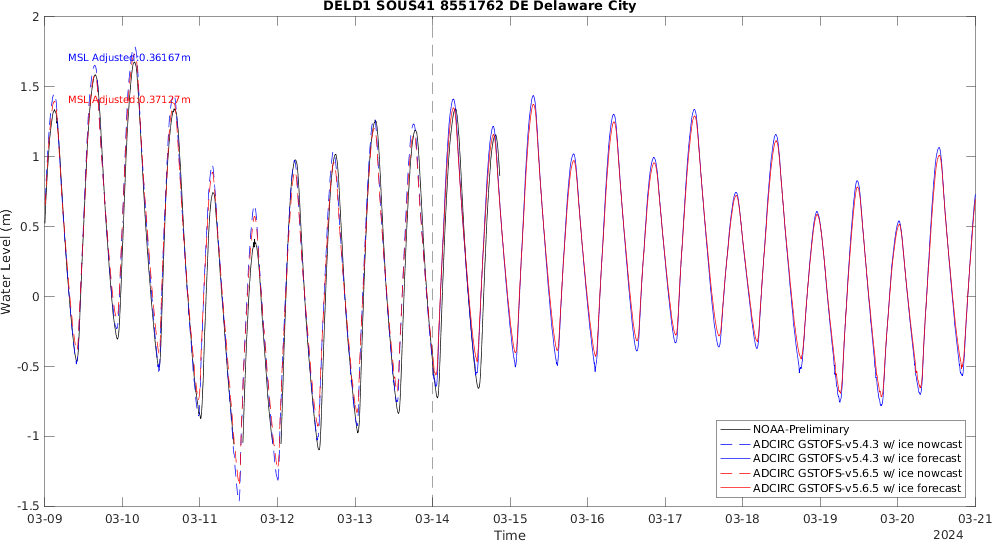 DELD1 SOUS41 8551762 DE Delaware City
MSL Adjusted:0.36167m
MSL Adjusted:0.37127m
Water Level (m)
2
1.5
1
0.5
0
-0.5
-1
-1.5
NOAA-Preliminary
ADCIRC GSTOFS-v5.4.3 w/ ice nowcast
ADCIRC GSTOFS-v5.4.3 w/ ice forecast
ADCIRC GSTOFS-v5.6.5 w/ ice nowcast
ADCIRC GSTOFS-v5.6.5 w/ ice forecast
03-09 03-10 03-11 03-12 03-13 03-14 03-15 03-16 03-17 03-18 03-19 03-20 03-21
Time
2024